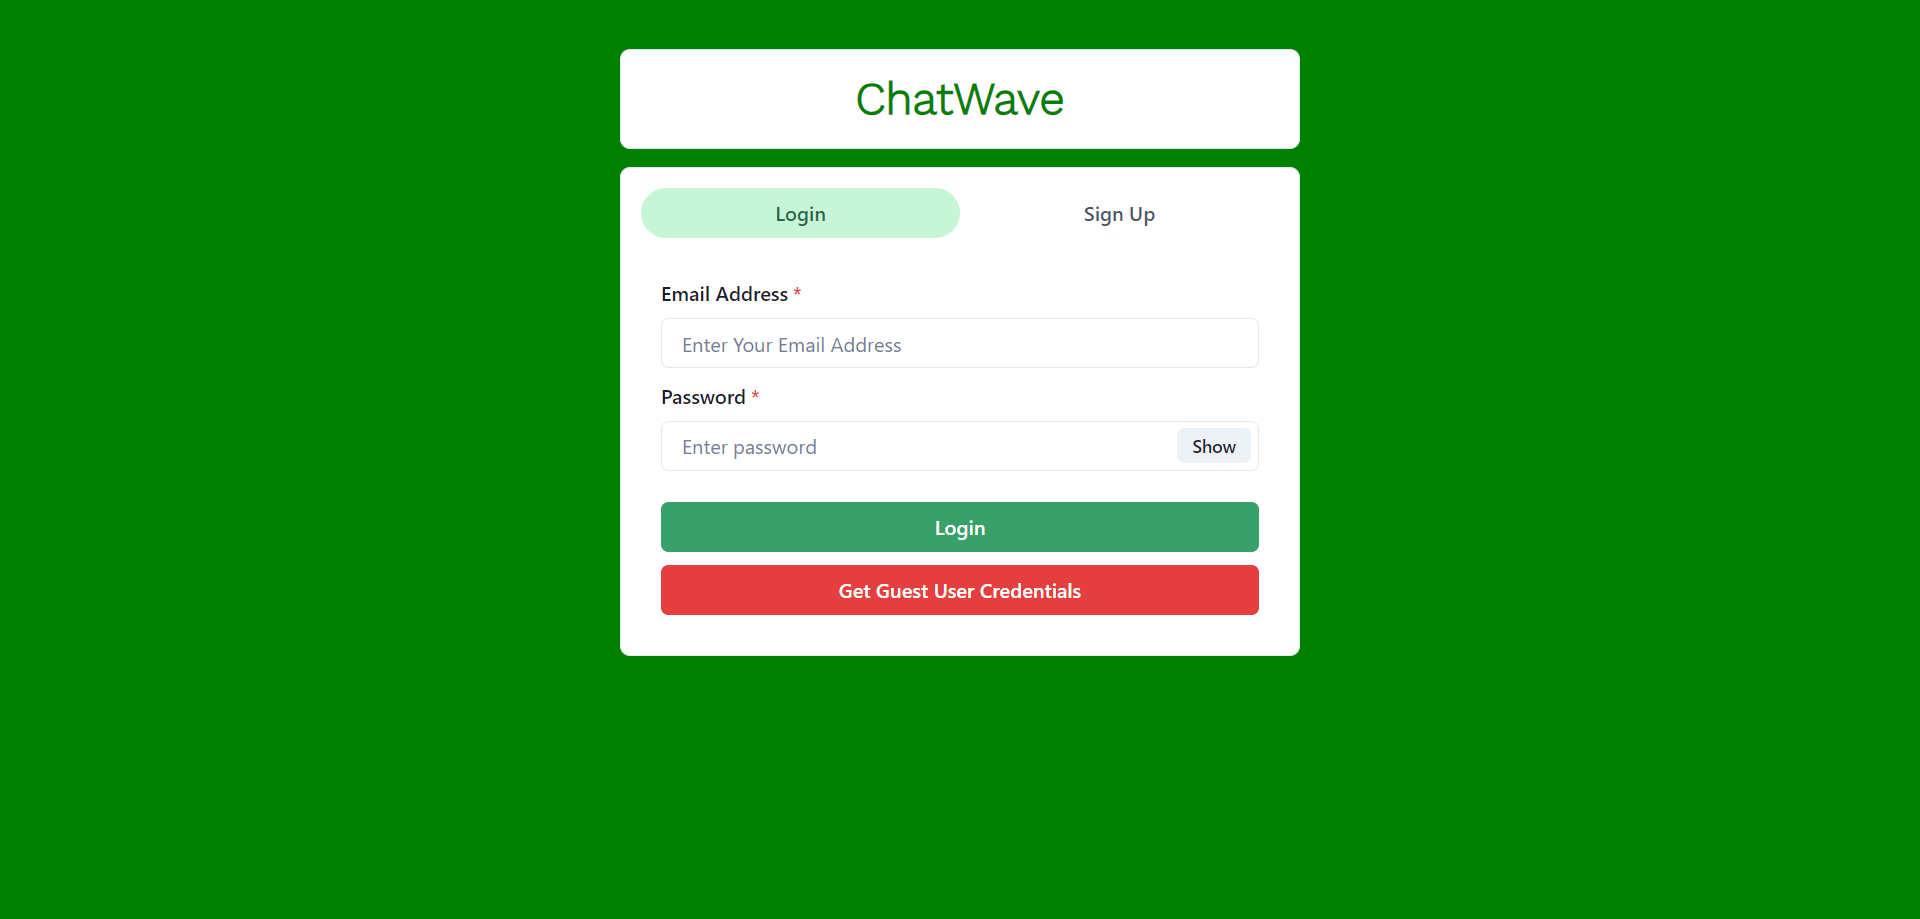 ChatWave
Login Sign Up
Email Address *
Enter Your Email Address
Password *
Enter password Show
Login
Get Guest User Credentials